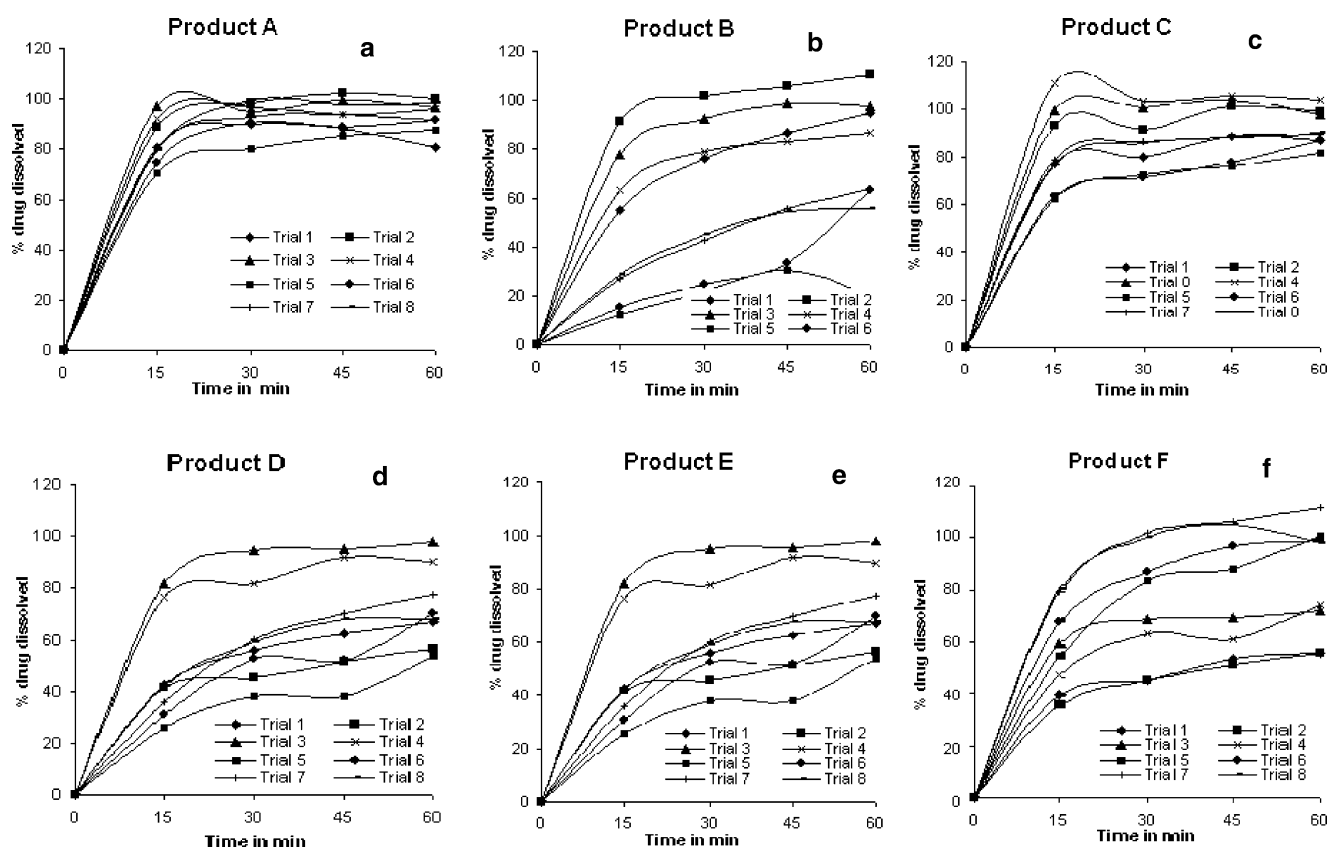 Product A
a
120
100
80
60
40
20
0
% drug dissolved
Trial 1 Trial 2
Trial 3 Trial 4
Trial 5 Trial 6
Trial 7 Trial 8
0 15 30 45 60
Time in min
Product B
b
120
100
80
60
40
20
0
% drug dissolved
Trial 1 Trial 2
Trial 3 Trial 4
Trial 5 Trial 6
0 15 30 45 60
Time in min
Product C
c
120
100
80
60
40
20
0
% drug dissolved
Trial 1 Trial 2
Trial 0 Trial 4
Trial 5 Trial 6
Trial 7 Trial 0
0 15 30 45 60
Time in min
Product D
d
120
100
80
60
40
20
0
% drug dissolved
Trial 1 Trial 2
Trial 3 Trial 4
Trial 5 Trial 6
Trial 7 Trial 8
0 15 30 45 60
Time in min
Product E
e
120
100
80
60
40
20
0
% drug dissolved
Trial 1 Trial 2
Trial 3 Trial 4
Trial 5 Trial 6
Trial 7 Trial 8
0 15 30 45 60
Time in min
Product F
f
120
100
80
60
40
20
0
% drug dissolved
Trial 1 Trial 2
Trial 3 Trial 4
Trial 5 Trial 6
Trial 7 Trial 8
0 15 30 45 60
Time in min